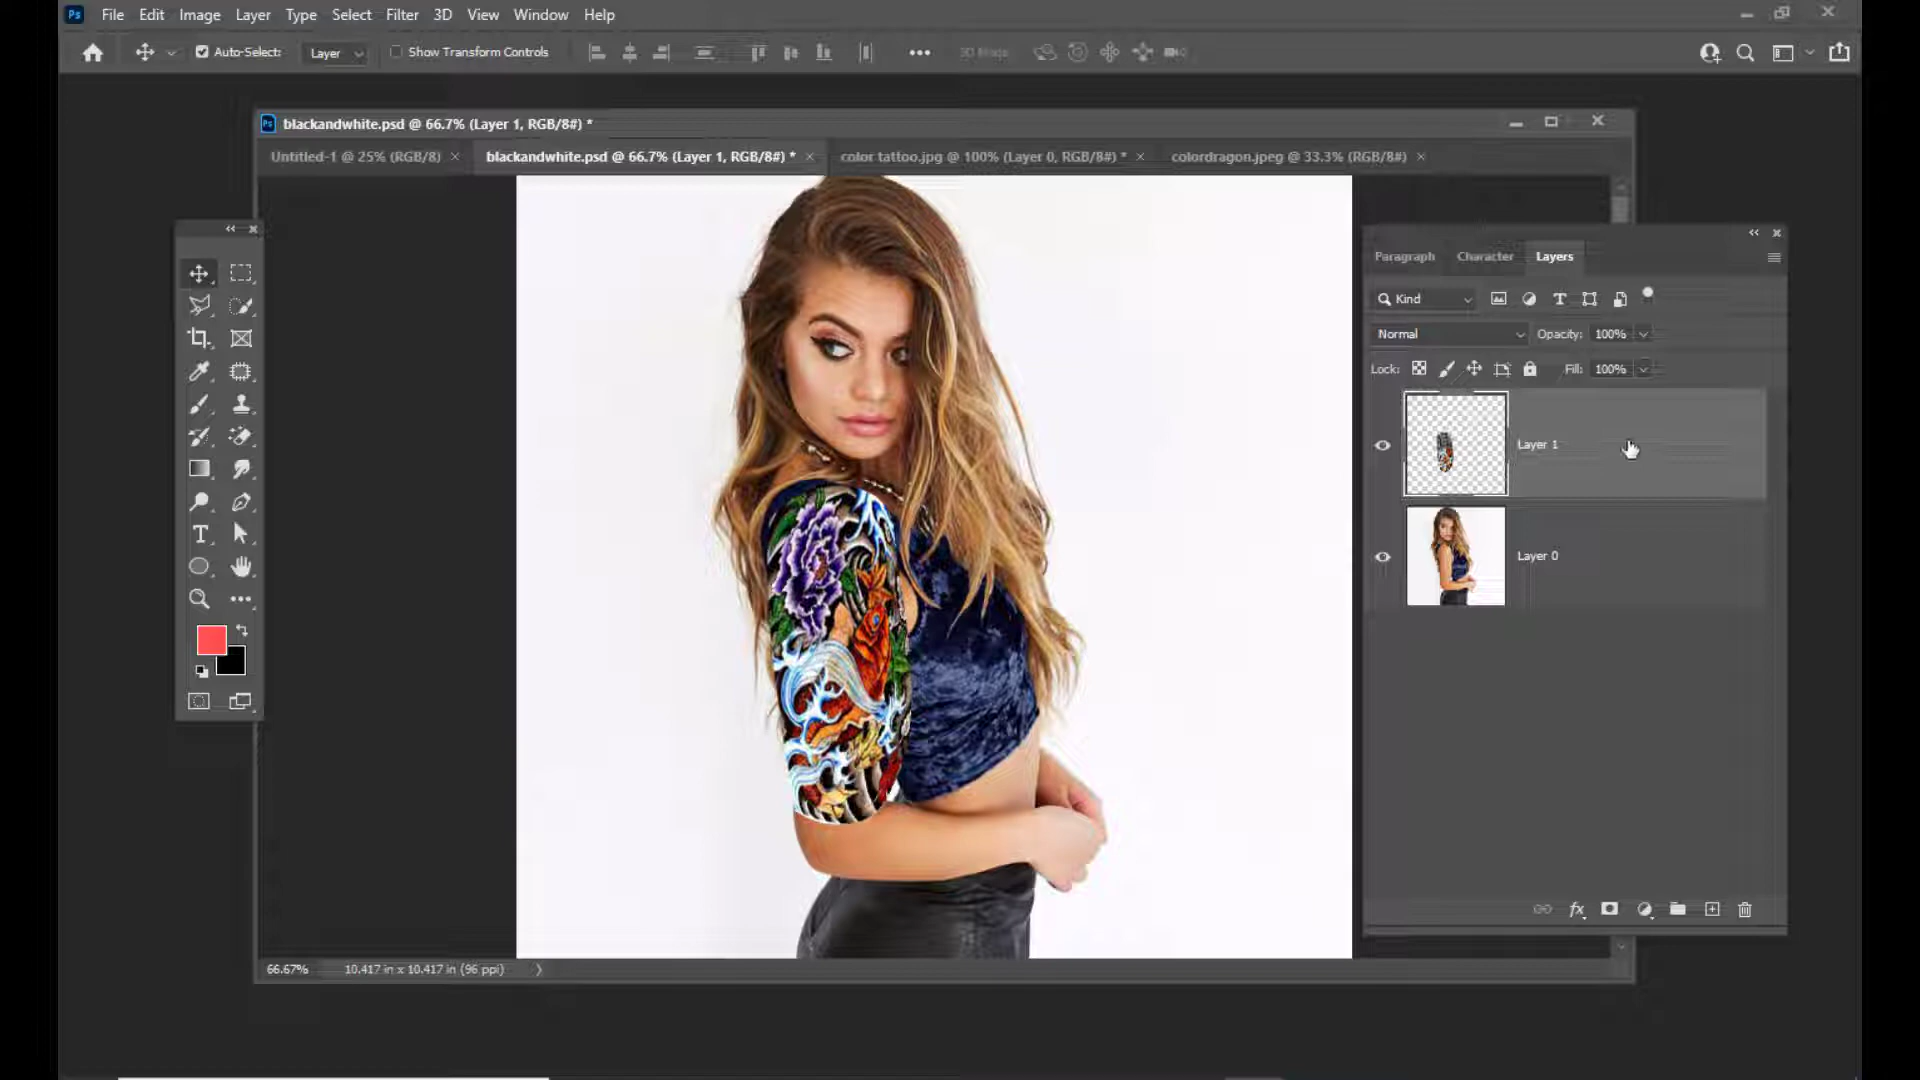 Ps File Edit Image Layer Type Select Filter 3D View Window Help
Auto-Select: Layer Show Transform Controls 3D Mode
Ps blackandwhite.psd @ 66.7% (Layer 1, RGB/8#) *
Untitled-1 @ 25% (RGB/8) blackandwhite.psd @ 66.7% (Layer 1, RGB/8#) * color tattoo.jpg @ 100% (Layer 0, RGB/8#) * colordragon.jpeg @ 33.3% (RGB/8#)
Paragraph Character Layers
Kind
Normal Opacity: 100%
Lock: Fill: 100%
Layer 1
Layer 0
fx
66.67% 10.417 in x 10.417 in (96 ppi)